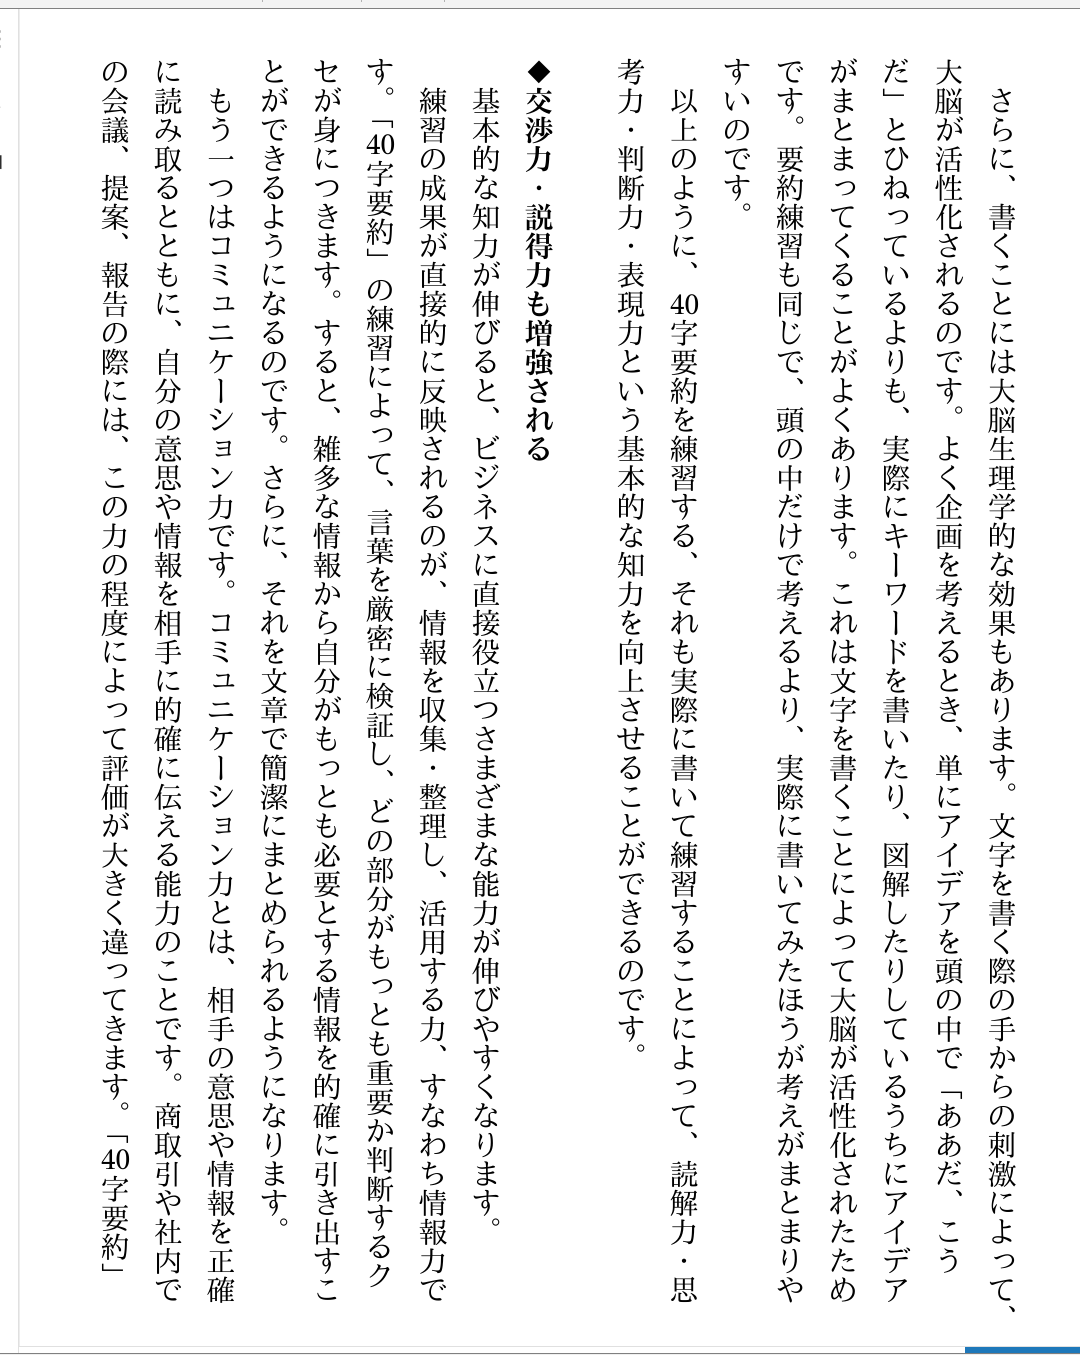 さらに、書くことには大脳生理学的な効果もあります。文字を書く際の手からの刺激によって、
大脳が活性化されるのです。よく企画を考えるとき、単にアイデアを頭の中で「ああだ、こう
だ」とひねっているよりも、実際にキーワードを書いたり、図解したりしているうちにアイデア
がまとまってくることがよくあります。これは文字を書くことによって大脳が活性化されたため
です。要約練習も同じで、頭の中だけで考えるより、実際に書いてみたほうが考えがまとまりや
すいのです。
以上のように、40字要約を練習する、それも実際に書いて練習することによって、読解力・思
考力・判断力・表現力という基本的な知力を向上させることができるのです。
◆交渉力・説得力も増強される
基本的な知力が伸びると、ビジネスに直接役立つさまざまな能力が伸びやすくなります。
練習の成果が直接的に反映されるのが、情報を収集・整理し、活用する力、すなわち情報力で
す。「40字要約」の練習によって、言葉を厳密に検証し、どの部分がもっとも重要か判断するク
セが身につきます。すると、雑多な情報から自分がもっとも必要とする情報を的確に引き出すこ
とができるようになるのです。さらに、それを文章で簡潔にまとめられるようになります。
もう一つはコミュニケーション力です。コミュニケーション力とは、相手の意思や情報を正確
に読み取るとともに、自分の意思や情報を相手に的確に伝える能力のことです。商取引や社内で
の会議、提案、報告の際には、この力の程度によって評価が大きく違ってきます。「40字要約」